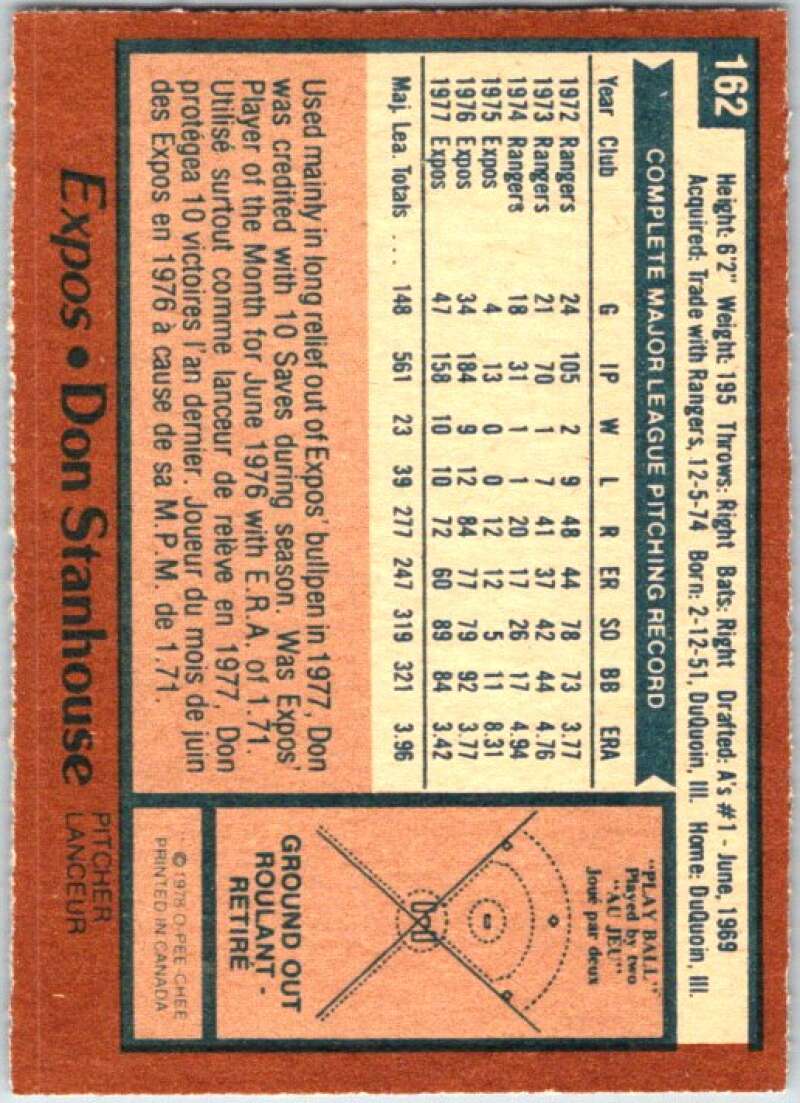 162
Height: 6'2" Weight: 195 Throws: Right Bats: Right Drafted: A's #1 - June, 1969
Acquired: Trade with Rangers, 12-5-74 Born: 2-12-51, DuQuoin, Ill. Home: DuQuoin, Ill.
COMPLETE MAJOR LEAGUE PITCHING RECORD
Year Club G IP W L R ER SO BB ERA
1972 Rangers 24 105 2 9 48 44 78 73 3.77
1973 Rangers 21 70 1 7 41 37 42 44 4.76
1974 Rangers 18 31 1 1 20 17 26 17 4.94
1975 Expos 4 13 0 0 12 12 5 11 8.31
1976 Expos 34 184 9 12 84 77 79 92 3.77
1977 Expos 47 158 10 10 72 60 89 84 3.42
Maj. Lea. Totals .... 148 561 23 39 277 247 319 321 3.96
Used mainly in long relief out of Expos' bullpen in 1977, Don
was credited with 10 Saves during season. Was Expos'
Player of the Month for June 1976 with E.R.A. of 1.71.
Utilisé surtout comme lanceur de relève en 1977, Don
protégea 10 victoires l'an dernier. Joueur du mois de juin
des Expos en 1976 à cause de sa M.P.M. de 1.71.
"PLAY BALL"
Played by two
"AU JEU"
Joué par deux
GROUND OUT
ROULANT -
RETIRÉ
©1978 O-PEE-CHEE
PRINTED IN CANADA
Expos • Don Stanhouse
PITCHER
LANCEUR